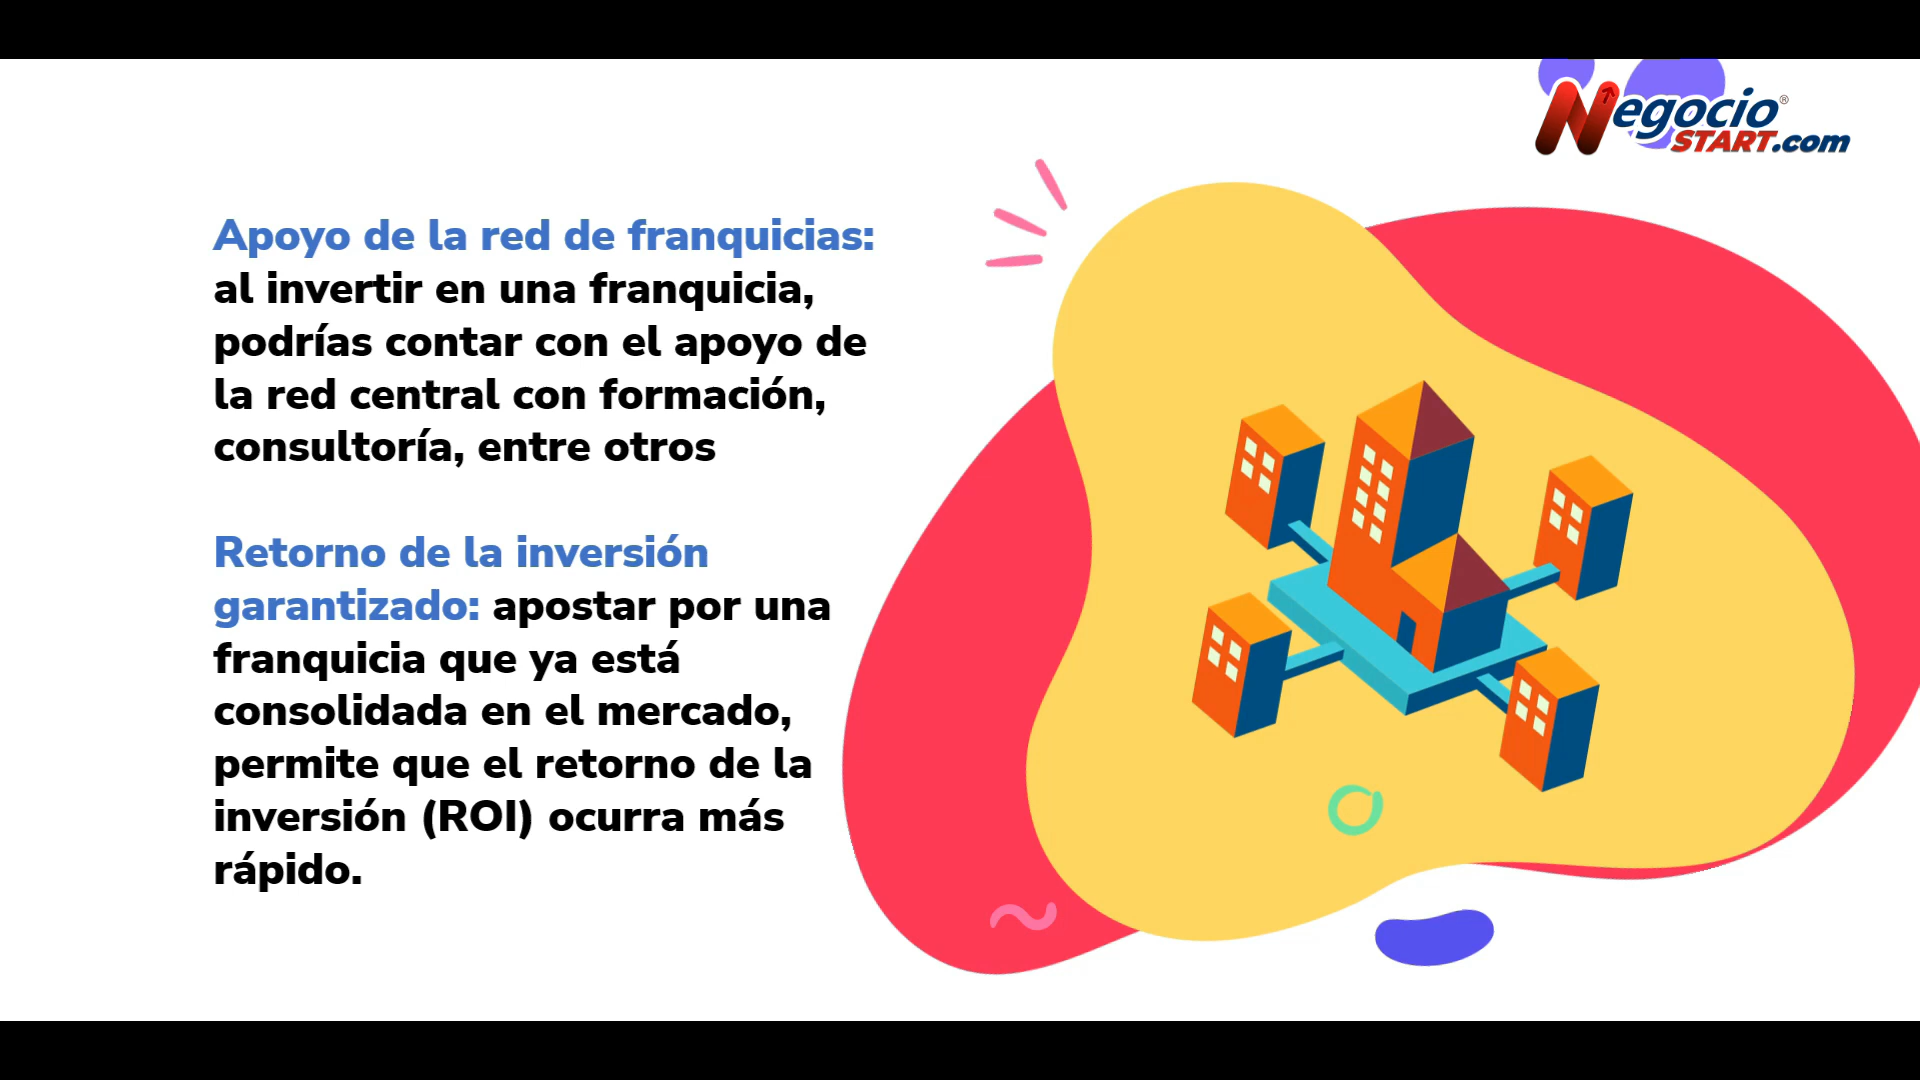 Negocio®
START.com
Apoyo de la red de franquicias:
al invertir en una franquicia,
podrías contar con el apoyo de
la red central con formación,
consultoría, entre otros
Retorno de la inversión
garantizado: apostar por una
franquicia que ya está
consolidada en el mercado,
permite que el retorno de la
inversión (ROI) ocurra más
rápido.